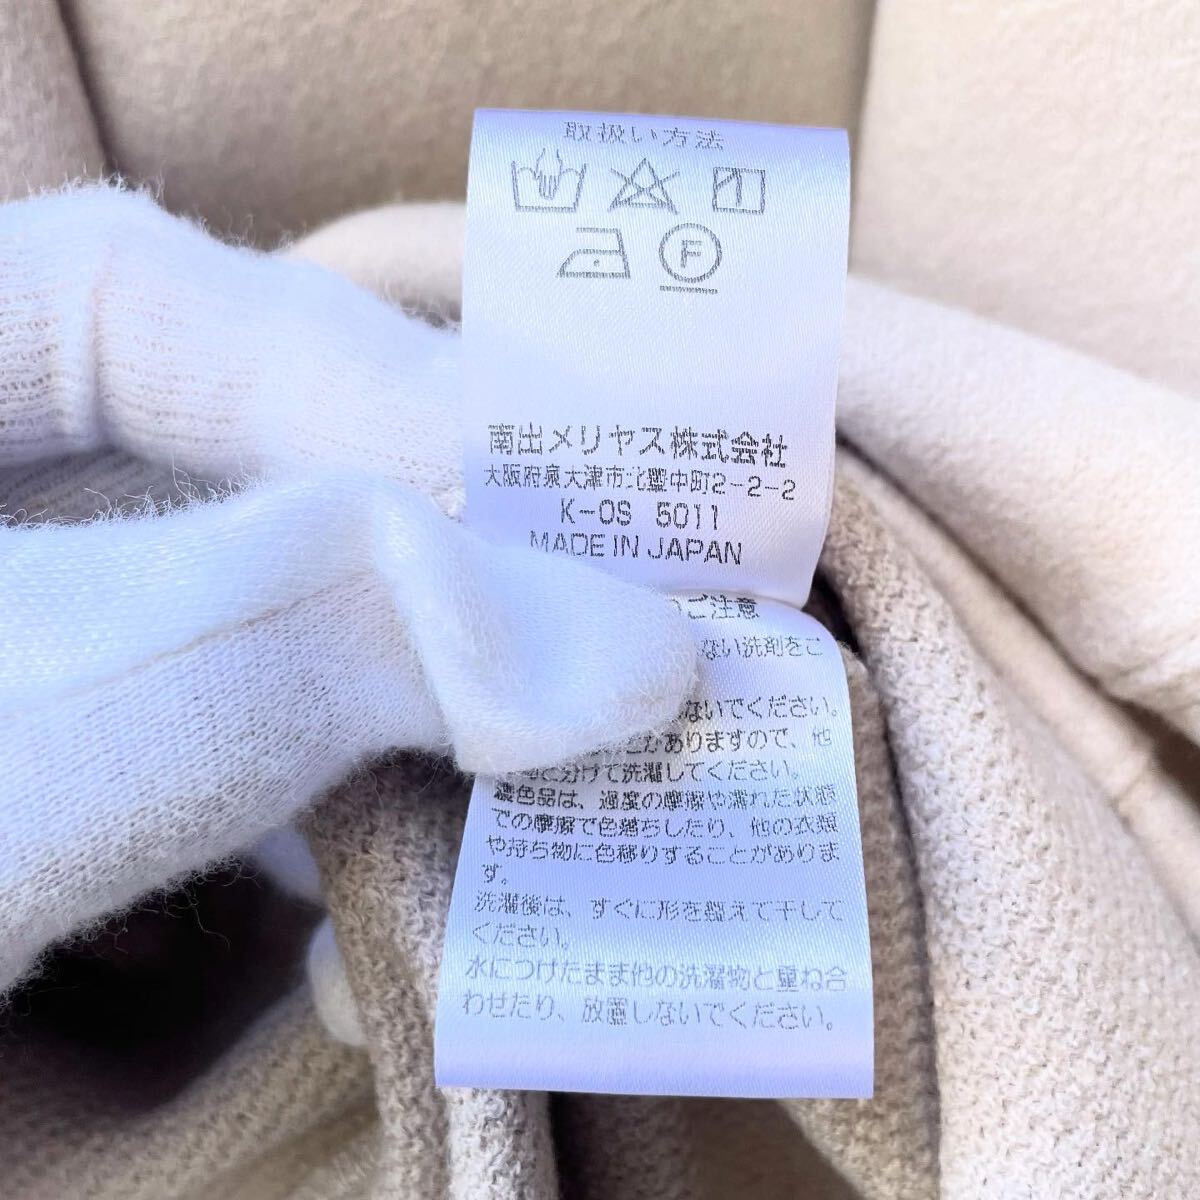 取扱い方法
F
南出メリヤス株式会社
大阪府泉大津市北豊中町2-2-2
K-OS 5011
MADE IN JAPAN
ご注意
ない洗剤をご
ないでください。
がありますので、他
と分けて洗濯してください。
濃色品は、過度の摩擦や濡れた状態
での摩擦で色落ちしたり、他の衣類
や持ち物に色移りすることがありま
す。
洗濯後は、すぐに形を整えて干して
ください。
水につけたまま他の洗濯物と重ね合
わせたり、放置しないでください。